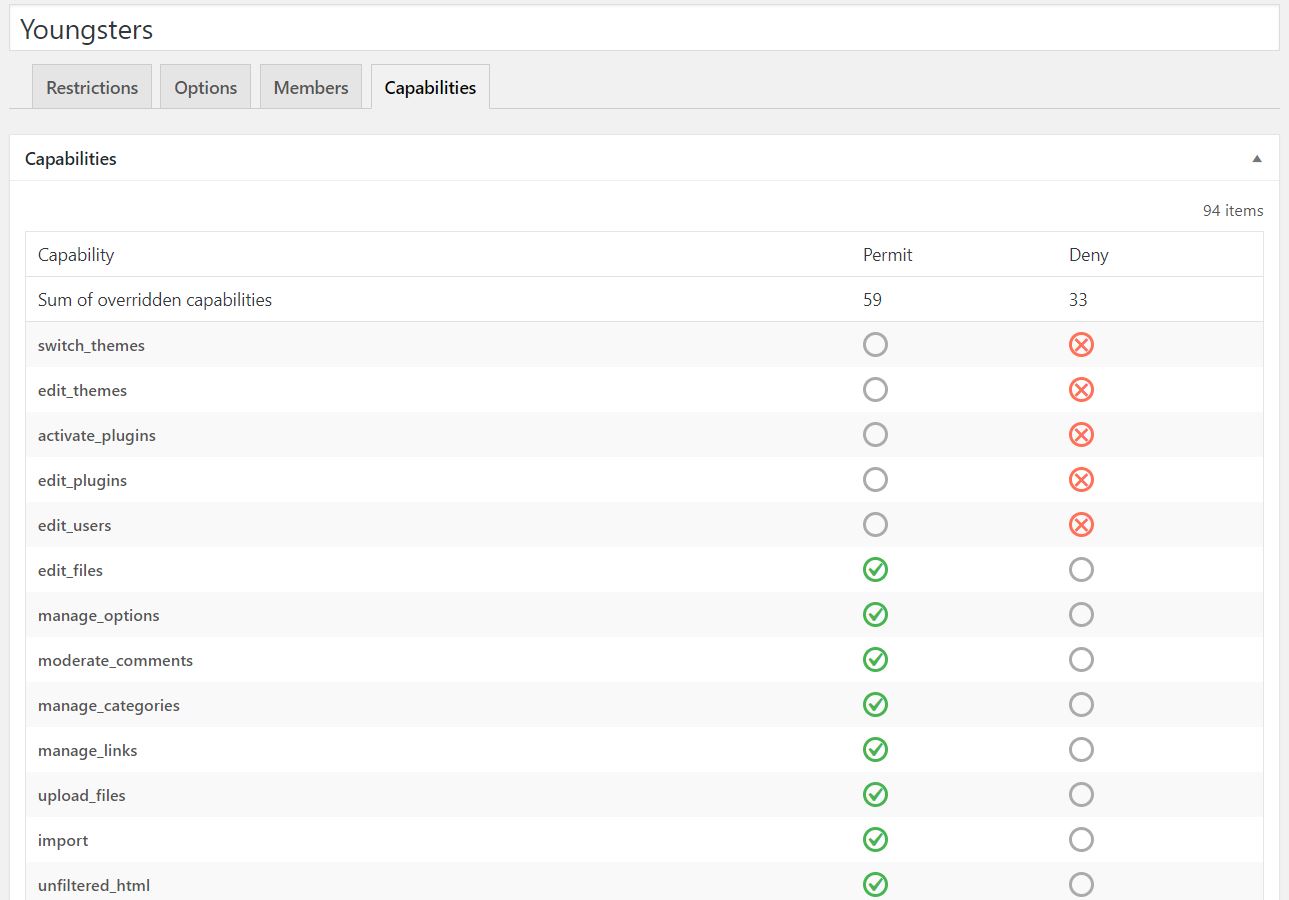 Youngsters
Restrictions Options Members Capabilities
Capabilities
94 items
Capability Permit Deny
Sum of overridden capabilities 59 33
switch_themes
edit_themes
activate_plugins
edit_plugins
edit_users
edit_files
manage_options
moderate_comments
manage_categories
manage_links
upload_files
import
unfiltered_html